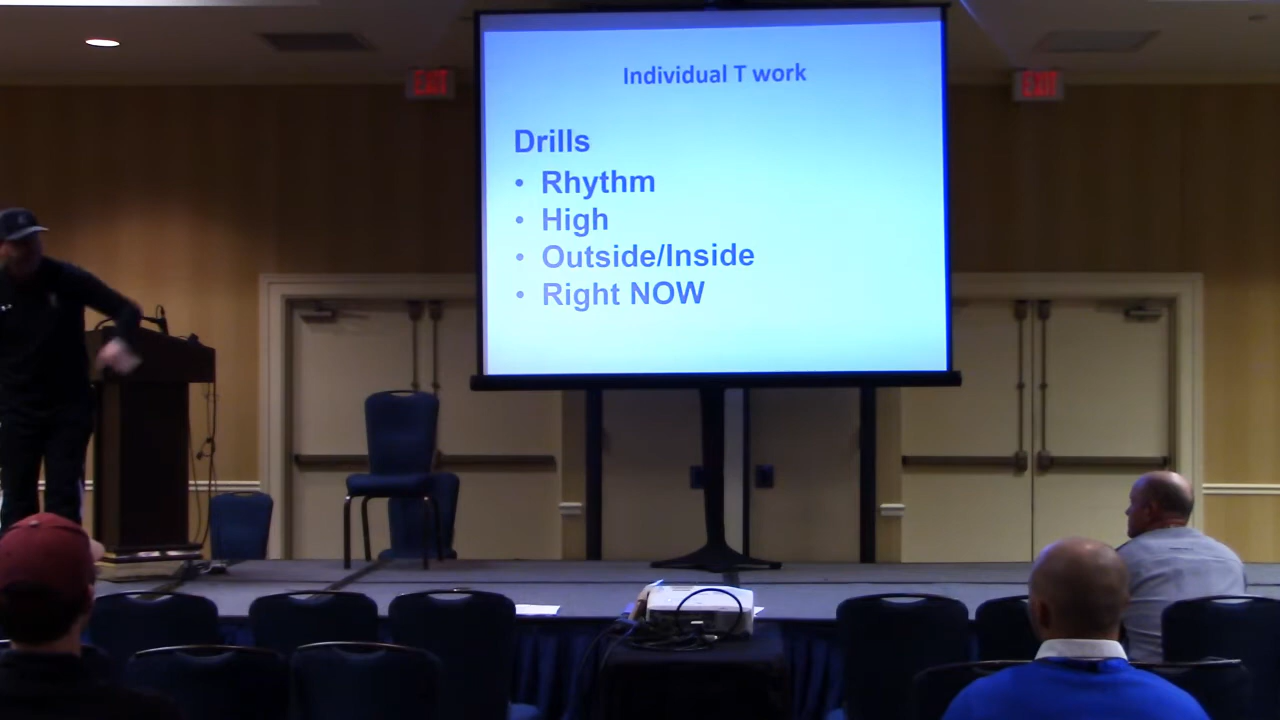 EXIT
EXIT
Individual T work
Drills
• Rhythm
• High
• Outside/Inside
• Right NOW